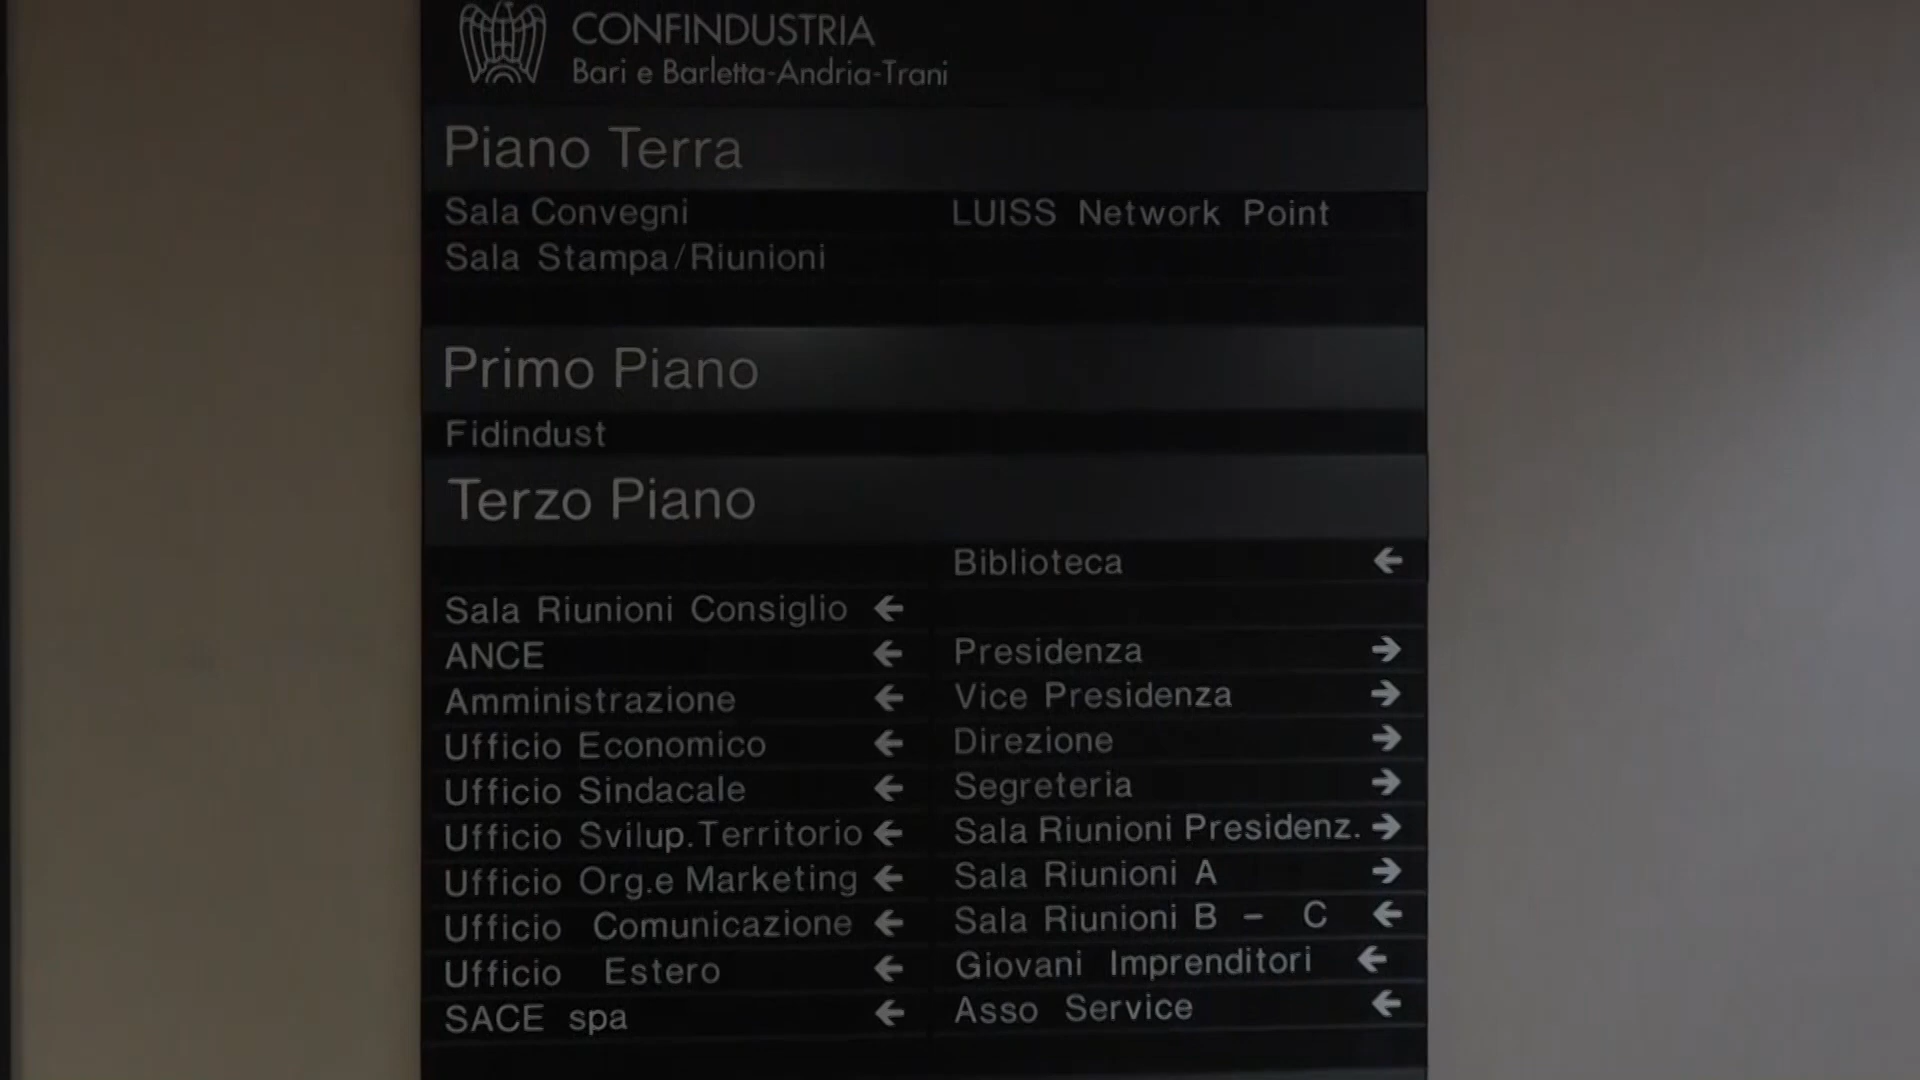 CONFINDUSTRIA
Bari e Barletta-Andria-Trani
Piano Terra
Sala Convegni
LUISS Network Point
Sala Stampa/Riunioni
Primo Piano
Fidindust
Terzo Piano
Biblioteca ←
Sala Riunioni Consiglio ←
ANCE ←
Presidenza →
Amministrazione ←
Vice Presidenza →
Ufficio Economico ←
Direzione →
Ufficio Sindacale ←
Segreteria →
Ufficio Svilup.Territorio ←
Sala Riunioni Presidenz. →
Ufficio Org.e Marketing ←
Sala Riunioni A →
Ufficio Comunicazione ←
Sala Riunioni B - C ←
Ufficio Estero ←
Giovani Imprenditori ←
SACE spa ←
Asso Service ←